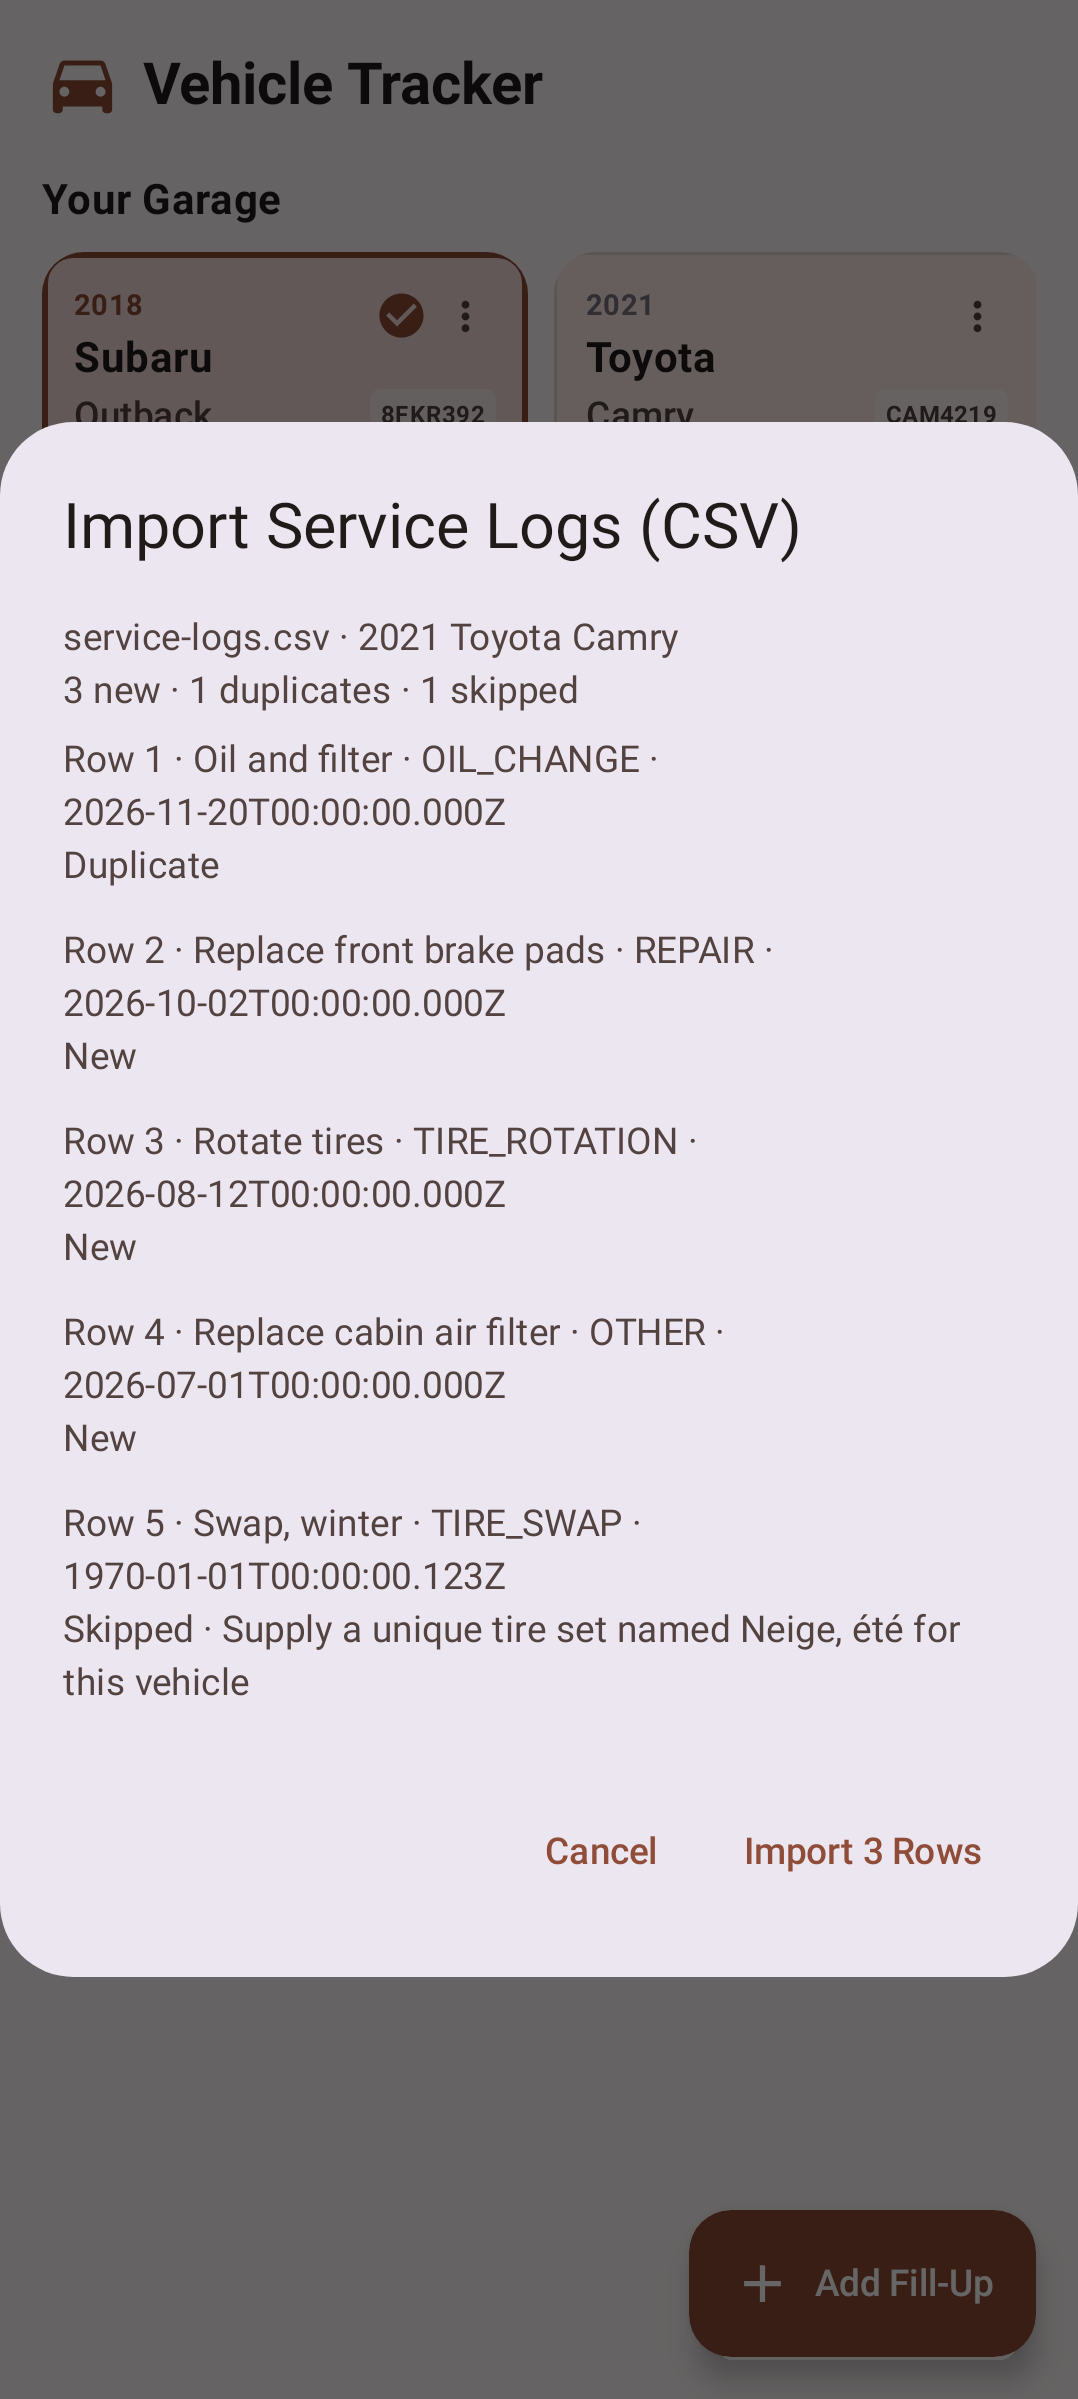 Vehicle Tracker
Your Garage
2018
Subaru
Outback
8FKR392
2021
Toyota
Camry
CAM4219
Import Service Logs (CSV)
service-logs.csv · 2021 Toyota Camry
3 new · 1 duplicates · 1 skipped
Row 1 · Oil and filter · OIL_CHANGE ·
2026-11-20T00:00:00.000Z
Duplicate
Row 2 · Replace front brake pads · REPAIR ·
2026-10-02T00:00:00.000Z
New
Row 3 · Rotate tires · TIRE_ROTATION ·
2026-08-12T00:00:00.000Z
New
Row 4 · Replace cabin air filter · OTHER ·
2026-07-01T00:00:00.000Z
New
Row 5 · Swap, winter · TIRE_SWAP ·
1970-01-01T00:00:00.123Z
Skipped · Supply a unique tire set named Neige, été for
this vehicle
Cancel
Import 3 Rows
Add Fill-Up